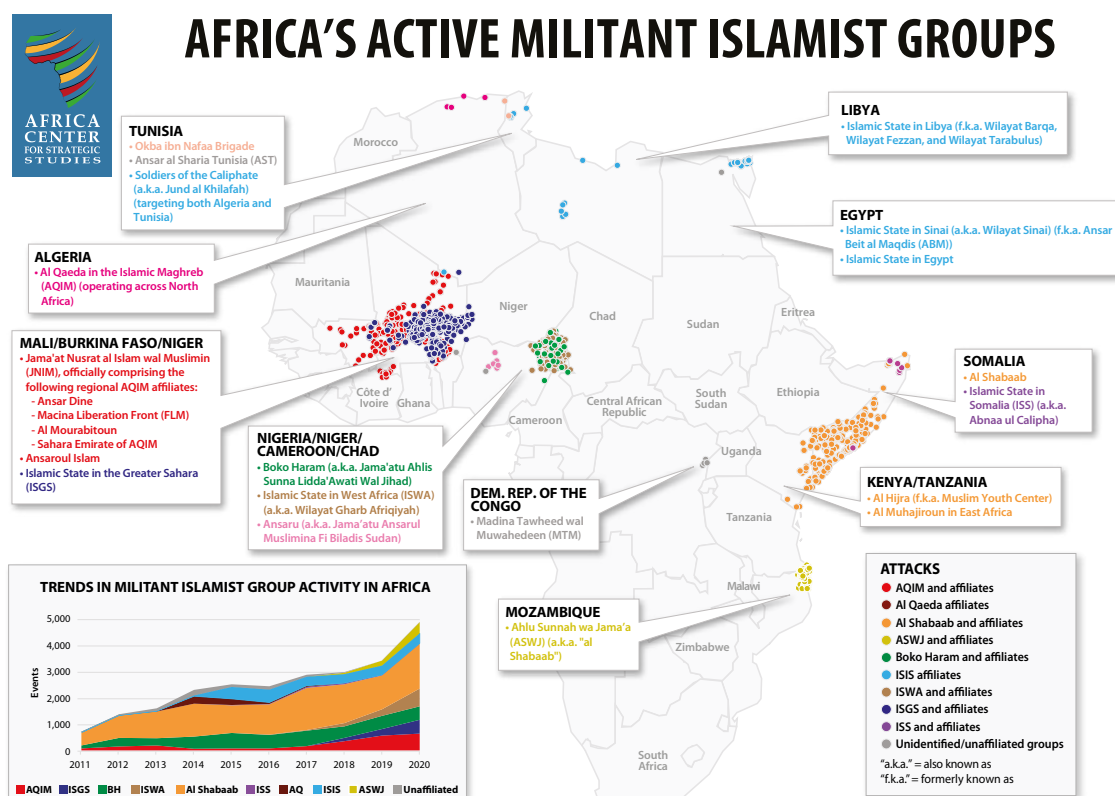 AFRICA'S ACTIVE MILITANT ISLAMIST GROUPS
AFRICA
CENTER
FOR STRATEGIC
STUDIES
TUNISIA
• Okba ibn Nafaa Brigade
• Ansar al Sharia Tunisia (AST)
• Soldiers of the Caliphate
(a.k.a. Jund al Khilafah)
(targeting both Algeria and
Tunisia)
LIBYA
• Islamic State in Libya (f.k.a. Wilayat Barqa,
Wilayat Fezzan, and Wilayat Tarabulus)
EGYPT
• Islamic State in Sinai (a.k.a. Wilayat Sinai) (f.k.a. Ansar
Beit al Maqdis (ABM))
• Islamic State in Egypt
ALGERIA
• Al Qaeda in the Islamic Maghreb
(AQIM) (operating across North
Africa)
MALI/BURKINA FASO/NIGER
• Jama'at Nusrat al Islam wal Muslimin
(JNIM), officially comprising the
following regional AQIM affiliates:
- Ansar Dine
- Macina Liberation Front (FLM)
- Al Mourabitoun
- Sahara Emirate of AQIM
• Ansaroul Islam
• Islamic State in the Greater Sahara
(ISGS)
SOMALIA
• Al Shabaab
• Islamic State in
Somalia (ISS) (a.k.a.
Abnaa ul Calipha)
NIGERIA/NIGER/
CAMEROON/CHAD
• Boko Haram (a.k.a. Jama'atu Ahlis
Sunna Lidda'Awati Wal Jihad)
• Islamic State in West Africa (ISWA)
(a.k.a. Wilayat Gharb Afriqiyah)
• Ansaru (a.k.a. Jama'atu Ansarul
Muslimina Fi Biladis Sudan)
DEM. REP. OF THE
CONGO
• Madina Tawheed wal
Muwahedeen (MTM)
KENYA/TANZANIA
• Al Hijra (f.k.a. Muslim Youth Center)
• Al Muhajiroun in East Africa
MOZAMBIQUE
• Ahlu Sunnah wa Jama'a
(ASWJ) (a.k.a. "al
Shabaab")
Morocco
Mauritania
Niger
Chad
Sudan
Eritrea
Côte d'
Ivoire
Ghana
Cameroon
Central African
Republic
South
Sudan
Ethiopia
Uganda
Tanzania
Malawi
Zimbabwe
South
Africa
ATTACKS
AQIM and affiliates
Al Qaeda affiliates
Al Shabaab and affiliates
ASWJ and affiliates
Boko Haram and affiliates
ISIS affiliates
ISWA and affiliates
ISGS and affiliates
ISS and affiliates
Unidentified/unaffiliated groups
"a.k.a." = also known as
"f.k.a." = formerly known as
TRENDS IN MILITANT ISLAMIST GROUP ACTIVITY IN AFRICA
Events
5,000
4,000
3,000
2,000
1,000
0
2011 2012 2013 2014 2015 2016 2017 2018 2019 2020
AQIM ISGS BH ISWA Al Shabaab ISS AQ ISIS ASWJ Unaffiliated